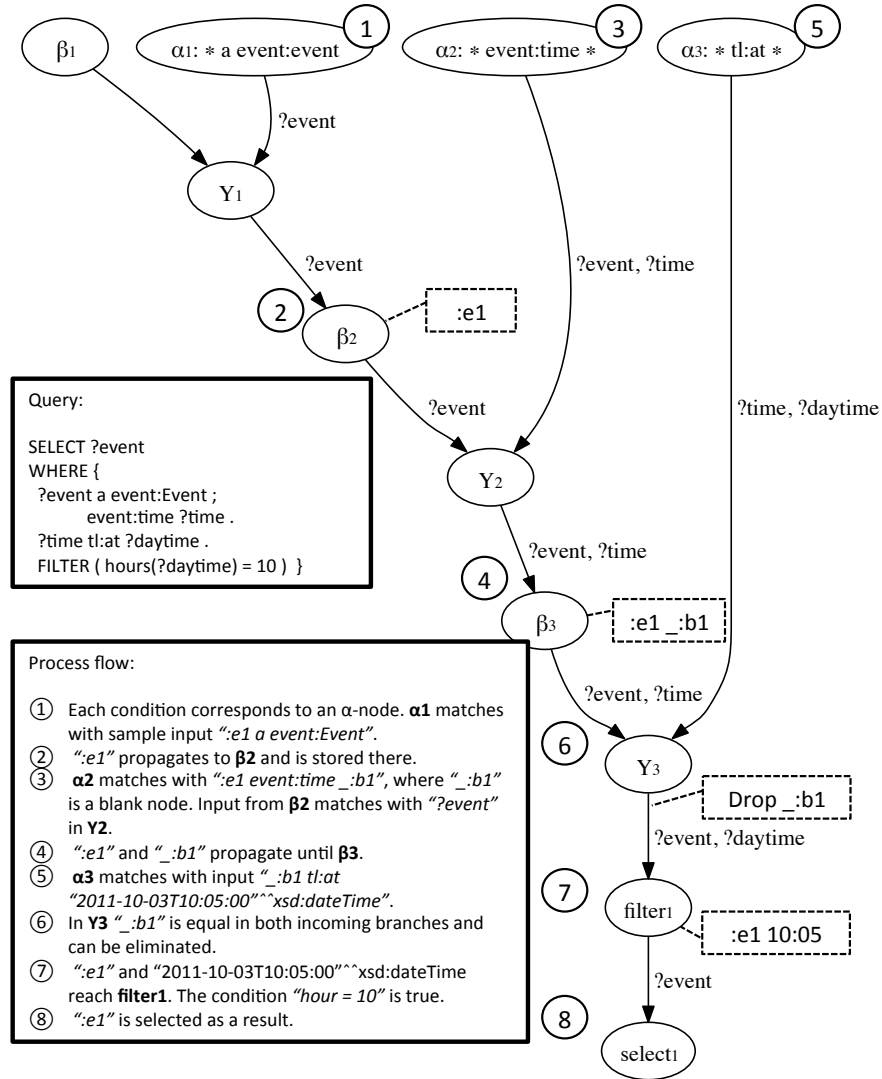 β1
α1: * a event:event
1
α2: * event:time *
3
α3: * tl:at *
5
?event
Y1
?event
?event, ?time
2
β2
:e1
?event
?time, ?daytime
Query:
SELECT ?event
WHERE {
?event a event:Event ;
event:time ?time .
?time tl:at ?daytime .
FILTER ( hours(?daytime) = 10 ) }
Y2
?event, ?time
4
β3
:e1 _:b1
?event, ?time
6
Y3
Drop _:b1
?event, ?daytime
7
filter1
:e1 10:05
?event
8
select1
Process flow:
① Each condition corresponds to an α-node. α1 matches
with sample input “:e1 a event:Event”.
② “:e1” propagates to β2 and is stored there.
③ α2 matches with “:e1 event:time _:b1”, where “_:b1”
is a blank node. Input from β2 matches with “?event”
in Y2.
④ “:e1” and “_:b1” propagate until β3.
⑤ α3 matches with input “_:b1 tl:at
“2011-10-03T10:05:00”^^xsd:dateTime”.
⑥ In Y3 “_:b1” is equal in both incoming branches and
can be eliminated.
⑦ “:e1” and “2011-10-03T10:05:00”^^xsd:dateTime
reach filter1. The condition “hour = 10” is true.
⑧ “:e1” is selected as a result.